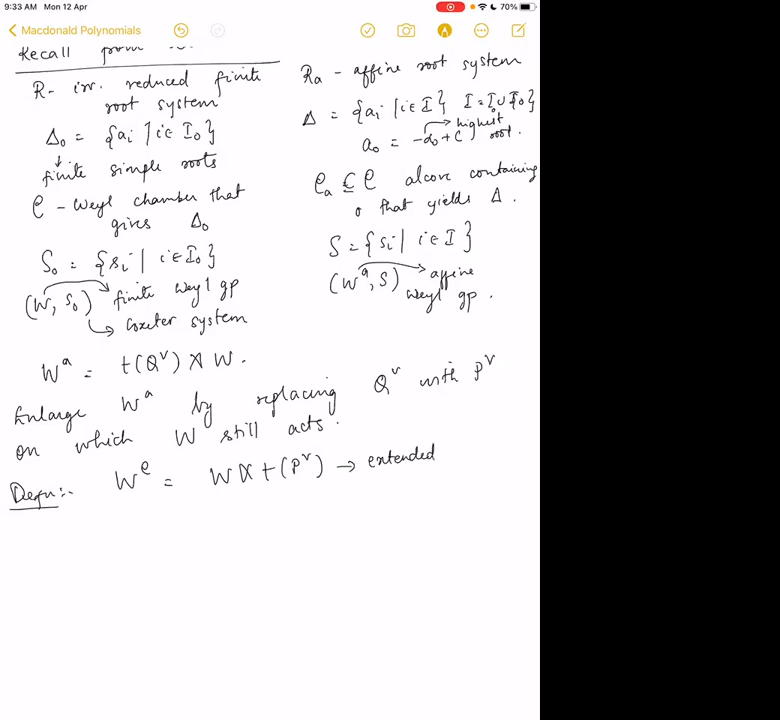 9:33 AM Mon 12 Apr
70%
Macdonald Polynomials
Recall from
R - irr. reduced finite
root system
Δ₀ = {aᵢ | i ∈ I₀}
finite simple roots
C - Weyl chamber that
gives Δ₀
S₀ = {sᵢ | i ∈ I₀}
(W, S₀) finite Weyl gp
Coxeter system
Rₐ - affine root system
Δ = {aᵢ | i ∈ I} I = I₀ ∪ {0}
a₀ = -α₀ + c highest
root.
Cₐ ⊆ C alcove containing
0 that yields Δ.
S = {sᵢ | i ∈ I}
(Wᵃ, S) affine
Weyl gp.
Wᵃ = t(Q^∨) ⋊ W.
Enlarge Wᵃ by replacing Q^∨ with P^∨
on which W still acts.
Defn:- Wᵉ = W ⋉ t(P^∨) → extended